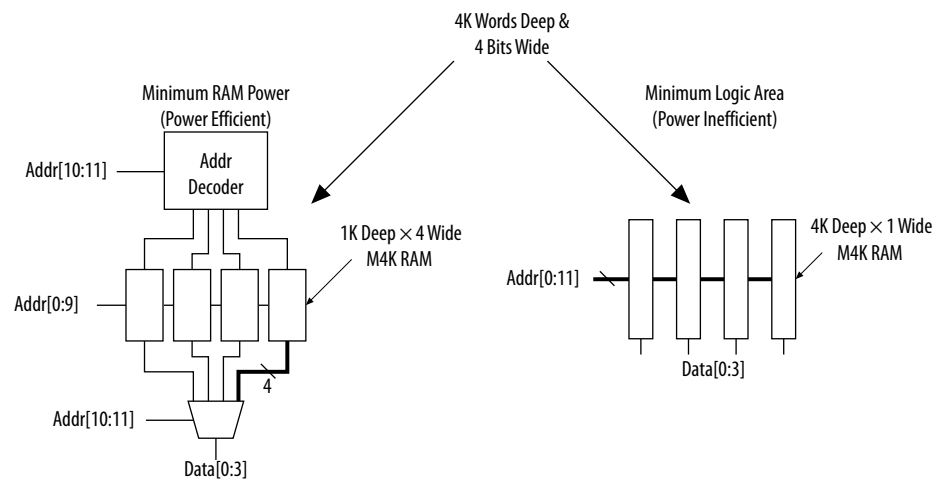 4K Words Deep &
4 Bits Wide
Minimum RAM Power
(Power Efficient)
Minimum Logic Area
(Power Inefficient)
Addr
Decoder
Addr[10:11]
1K Deep × 4 Wide
M4K RAM
4K Deep × 1 Wide
M4K RAM
Addr[0:9]
Addr[0:11]
4
Data[0:3]
Addr[10:11]
Data[0:3]